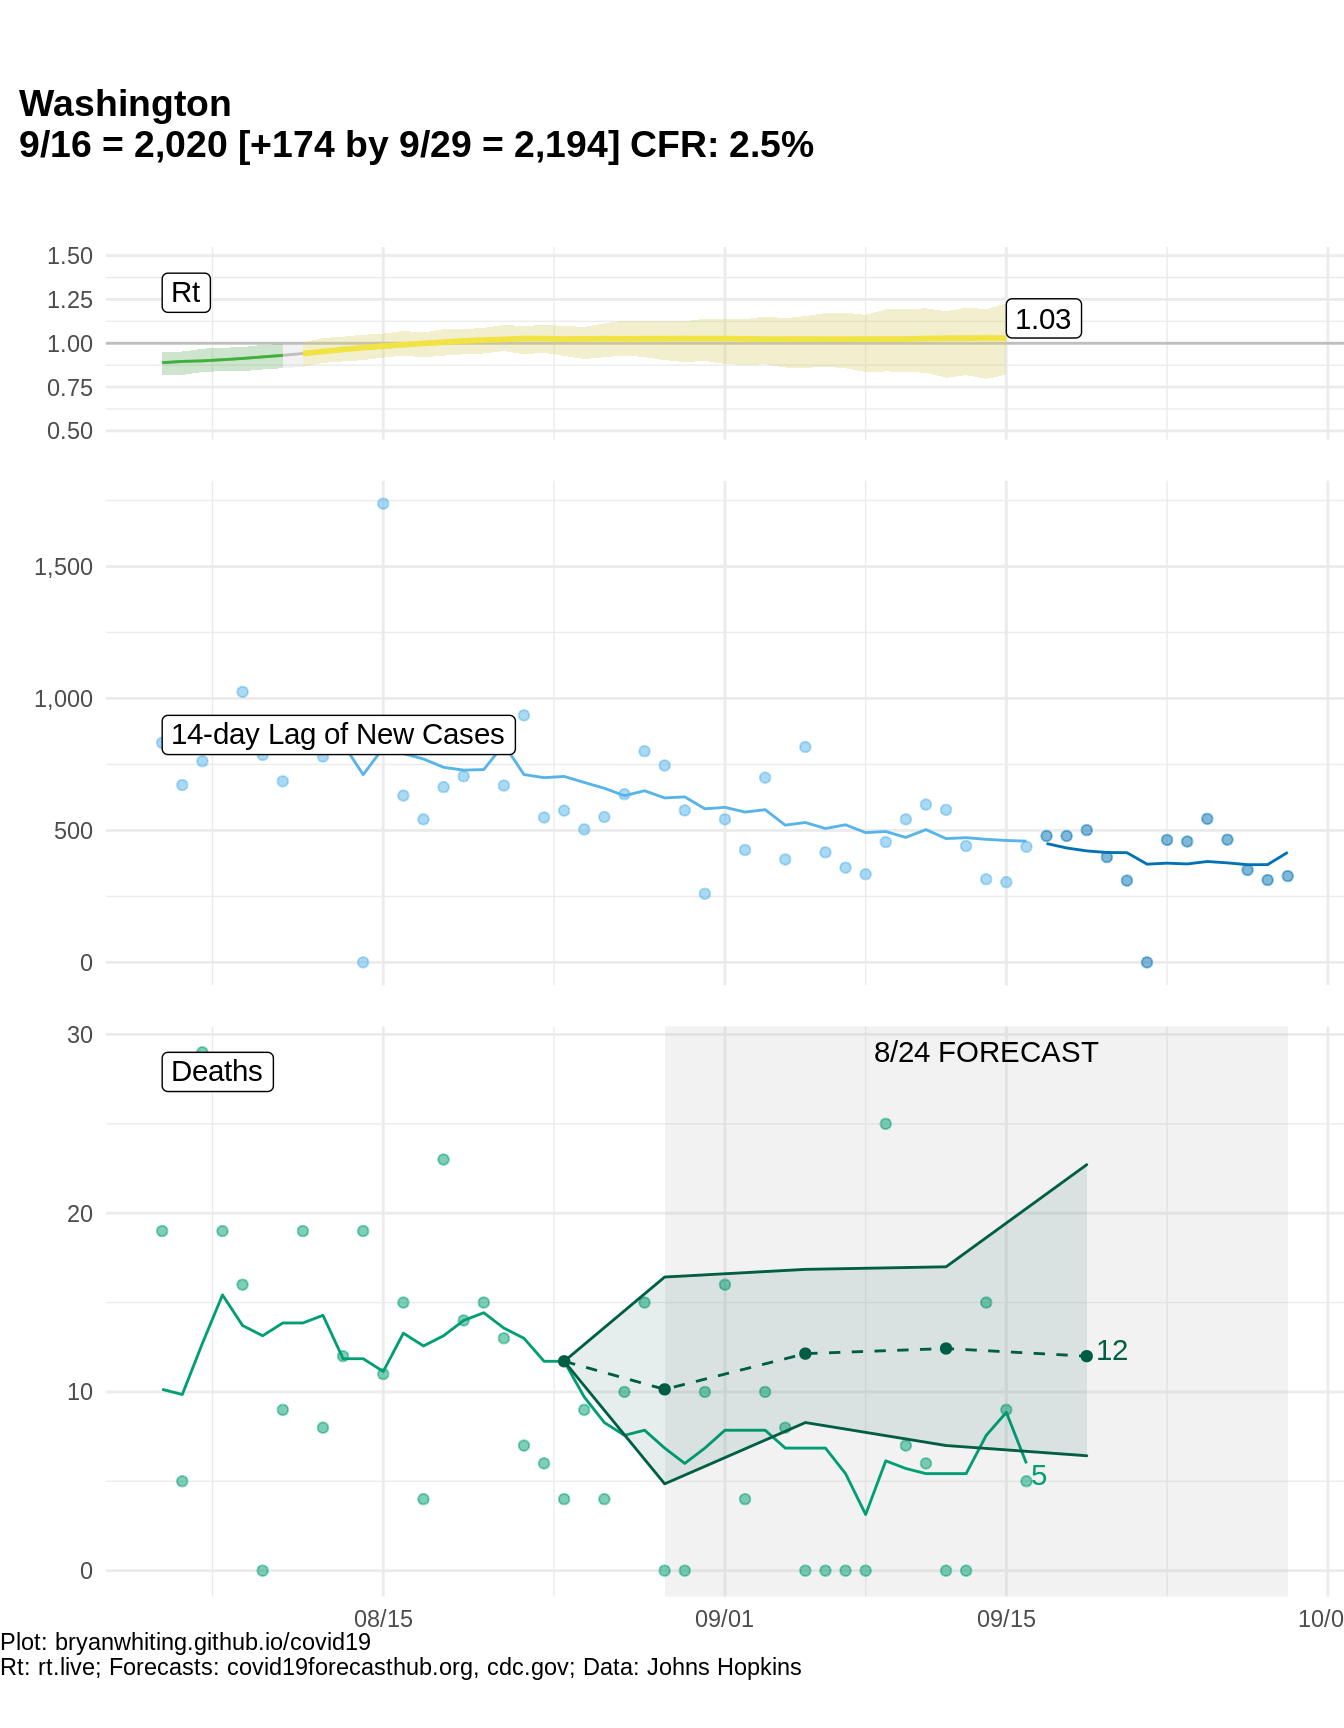 Washington
9/16 = 2,020 [+174 by 9/29 = 2,194] CFR: 2.5%
1.50
1.25
1.00
0.75
0.50
Rt
1.03
1,500
1,000
500
0
14-day Lag of New Cases
30
20
10
0
Deaths
8/24 FORECAST
12
5
08/15
09/01
09/15
10/0
Plot: bryanwhiting.github.io/covid19
Rt: rt.live; Forecasts: covid19forecasthub.org, cdc.gov; Data: Johns Hopkins